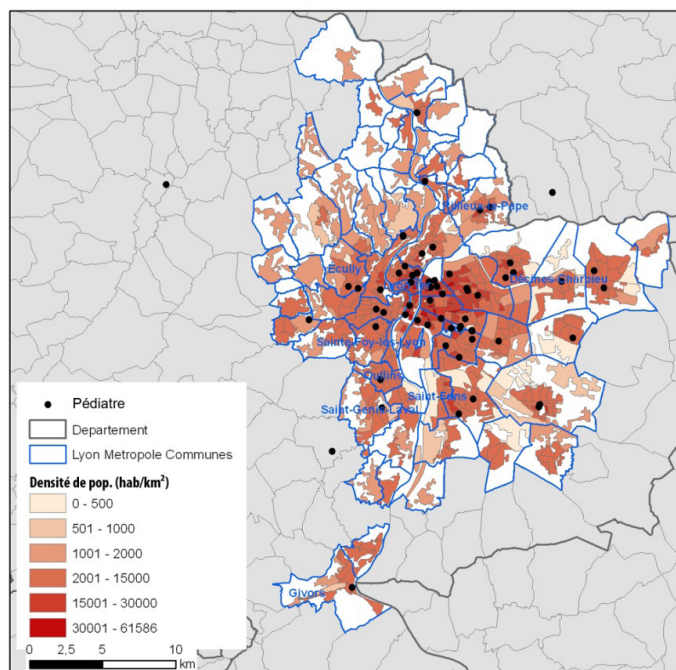 Rillieux-la-Pape
Ecully
Lyon
Décines-Charpieu
Sainte-Foy-lès-Lyon
Oullins
Saint-Fons
Saint-Genis-Laval
Givors
Pédiatre
Departement
Lyon Metropole Communes
Densité de pop. (hab/km²)
0 - 500
501 - 1000
1001 - 2000
2001 - 15000
15001 - 30000
30001 - 61586
0 2,5 5 10
km